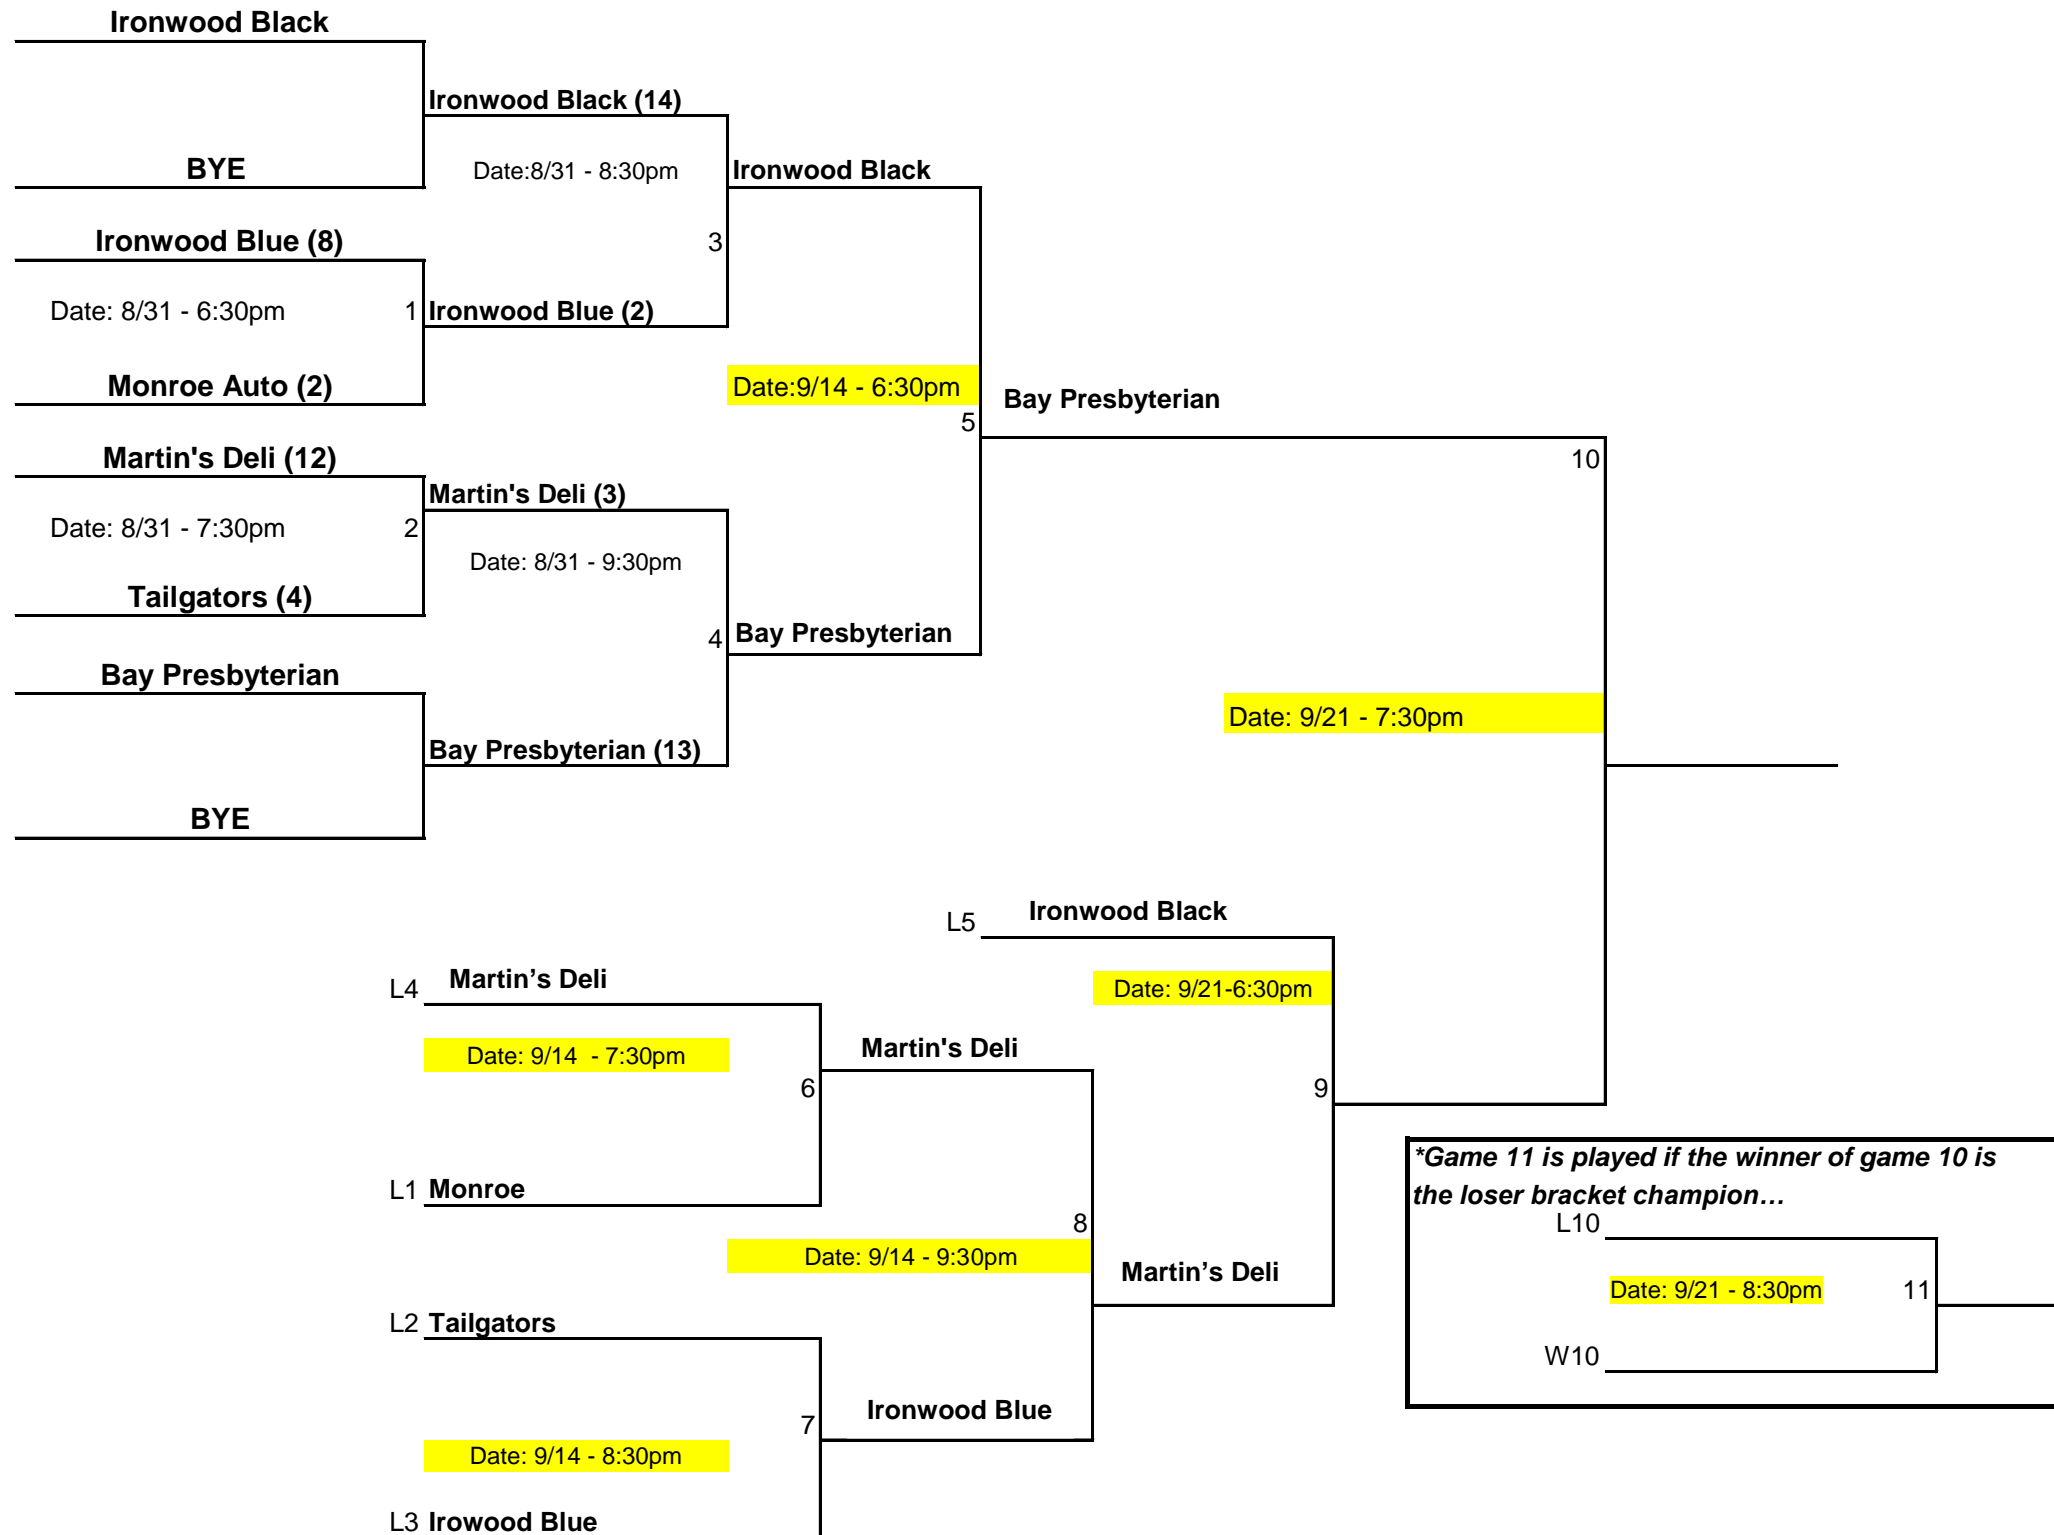 Ironwood Black
Ironwood Black (14)
BYE
Date:8/31 - 8:30pm
Ironwood Black
Ironwood Blue (8)
3
Date: 8/31 - 6:30pm
1
Ironwood Blue (2)
Monroe Auto (2)
Date:9/14 - 6:30pm
5
Bay Presbyterian
Martin's Deli (12)
10
Martin's Deli (3)
Date: 8/31 - 7:30pm
2
Date: 8/31 - 9:30pm
Tailgators (4)
4
Bay Presbyterian
Bay Presbyterian
Date: 9/21 - 7:30pm
Bay Presbyterian (13)
BYE
L5
Ironwood Black
L4
Martin’s Deli
Date: 9/21-6:30pm
Date: 9/14  - 7:30pm
Martin's Deli
6
9
*Game 11 is played if the winner of game 10 is
the loser bracket champion…
L1
Monroe
8
L10
Date: 9/14 - 9:30pm
Martin’s Deli
Date: 9/21 - 8:30pm
11
L2
Tailgators
W10
Ironwood Blue
7
Date: 9/14 - 8:30pm
L3
Irowood Blue